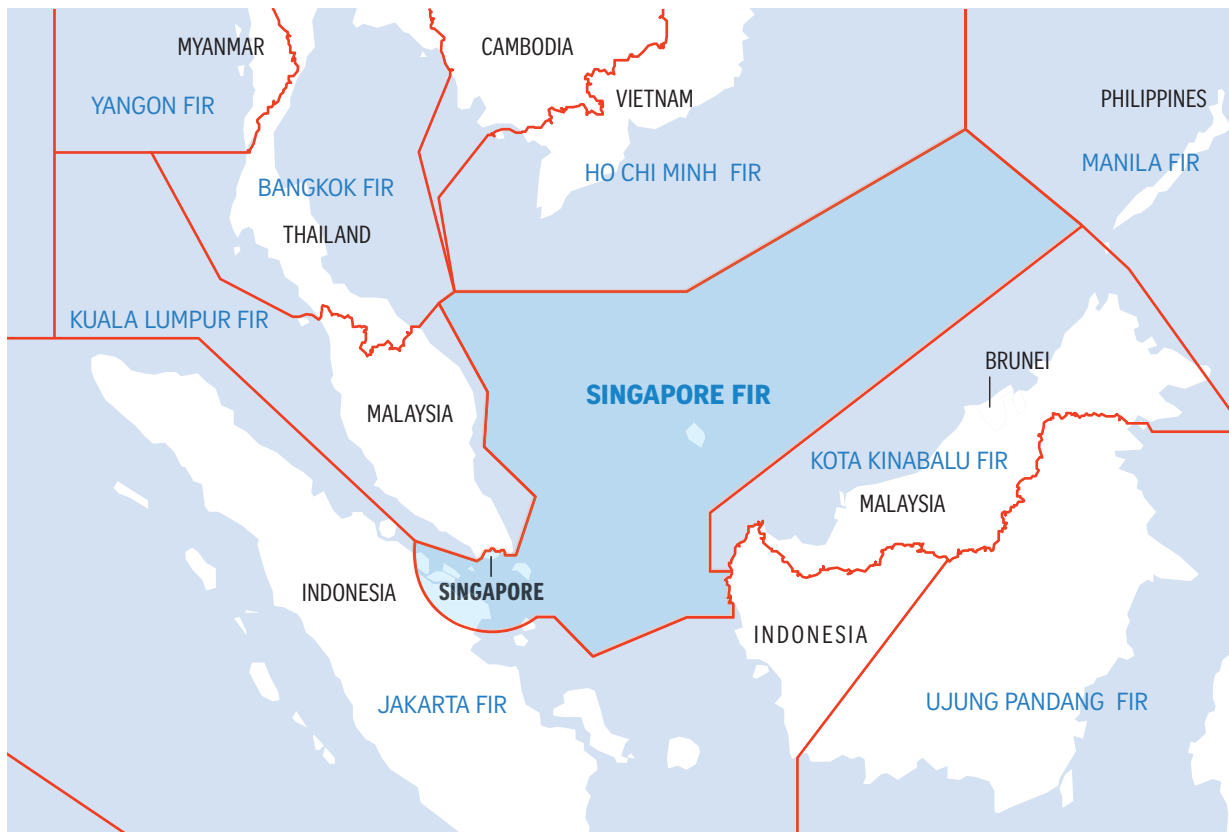 MYANMAR
CAMBODIA
VIETNAM
PHILIPPINES
YANGON FIR
BANGKOK FIR
HO CHI MINH FIR
MANILA FIR
THAILAND
KUALA LUMPUR FIR
BRUNEI
SINGAPORE FIR
MALAYSIA
KOTA KINABALU FIR
MALAYSIA
INDONESIA
SINGAPORE
INDONESIA
JAKARTA FIR
UJUNG PANDANG FIR